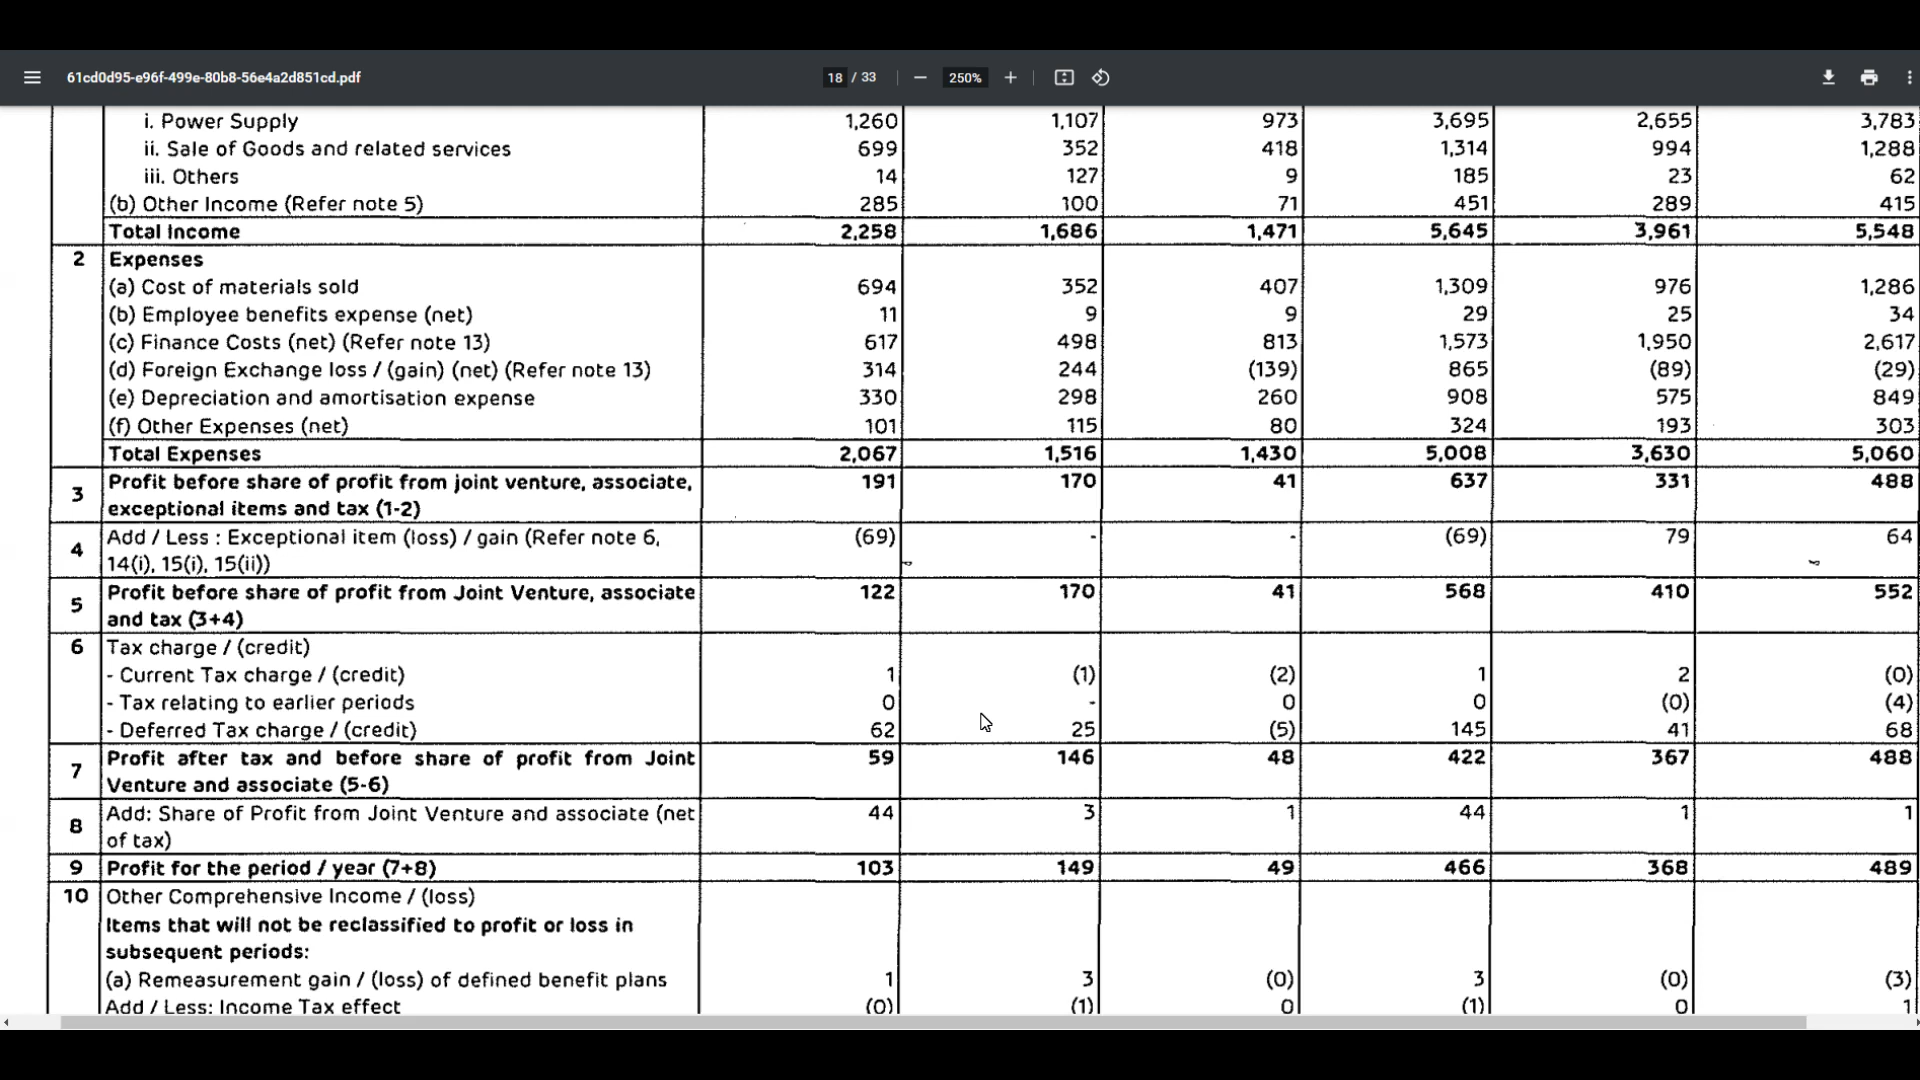 61cd0d95-e96f-499e-80b8-56e4a2d851cd.pdf 18 / 33 250%
i. Power Supply 1,260 1,107 973 3,695 2,655 3,783
ii. Sale of Goods and related services 699 352 418 1,314 994 1,288
iii. Others 14 127 9 185 23 62
(b) Other Income (Refer note 5) 285 100 71 451 289 415
Total Income 2,258 1,686 1,471 5,645 3,961 5,548
2 Expenses
(a) Cost of materials sold 694 352 407 1,309 976 1,286
(b) Employee benefits expense (net) 11 9 9 29 25 34
(c) Finance Costs (net) (Refer note 13) 617 498 813 1,573 1,950 2,617
(d) Foreign Exchange loss / (gain) (net) (Refer note 13) 314 244 (139) 865 (89) (29)
(e) Depreciation and amortisation expense 330 298 260 908 575 849
(f) Other Expenses (net) 101 115 80 324 193 303
Total Expenses 2,067 1,516 1,430 5,008 3,630 5,060
3 Profit before share of profit from joint venture, associate, 191 170 41 637 331 488
exceptional items and tax (1-2)
4 Add / Less : Exceptional item (loss) / gain (Refer note 6, (69) - - (69) 79 64
14(i), 15(i), 15(ii))
5 Profit before share of profit from Joint Venture, associate 122 170 41 568 410 552
and tax (3+4)
6 Tax charge / (credit)
- Current Tax charge / (credit) 1 (1) (2) 1 2 (0)
- Tax relating to earlier periods 0 - 0 0 (0) (4)
- Deferred Tax charge / (credit) 62 25 (5) 145 41 68
7 Profit after tax and before share of profit from Joint 59 146 48 422 367 488
Venture and associate (5-6)
8 Add: Share of Profit from Joint Venture and associate (net 44 3 1 44 1 1
of tax)
9 Profit for the period / year (7+8) 103 149 49 466 368 489
10 Other Comprehensive Income / (loss)
Items that will not be reclassified to profit or loss in
subsequent periods:
(a) Remeasurement gain / (loss) of defined benefit plans 1 3 (0) 3 (0) (3)
Add / Less: Income Tax effect (0) (1) 0 (1) 0 1